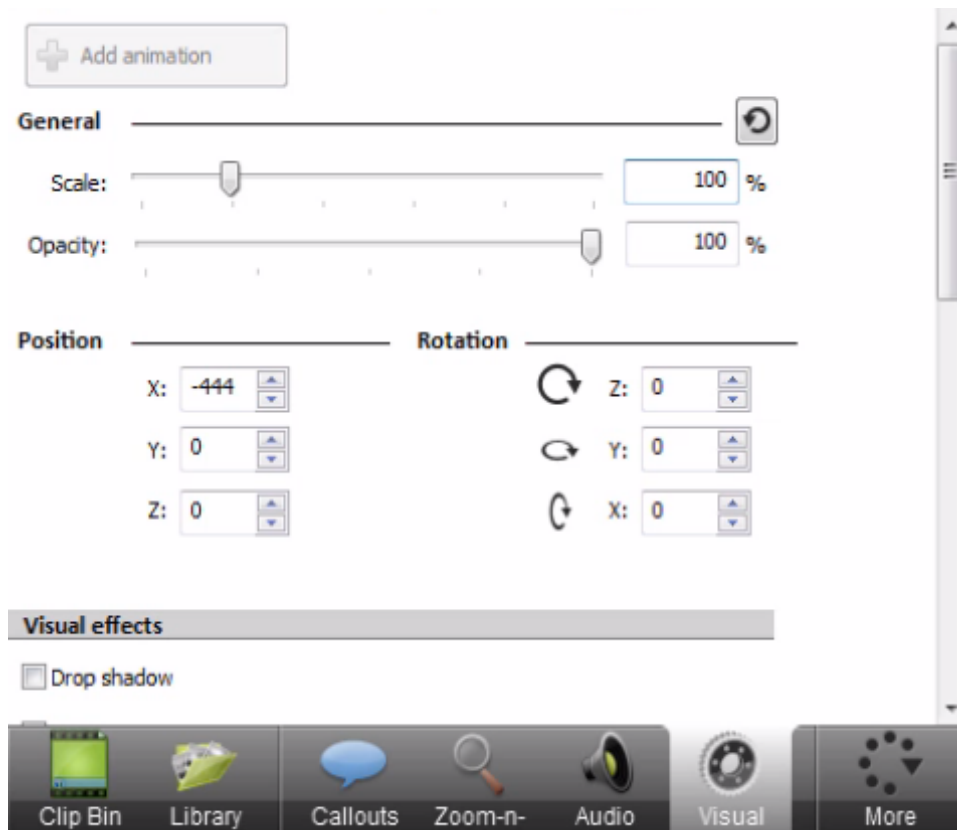 Add animation
General
Scale: 100 %
Opacity: 100 %
Position Rotation
X: -444 Z: 0
Y: 0 Y: 0
Z: 0 X: 0
Visual effects
Drop shadow
Clip Bin Library Callouts Zoom-n- Audio Visual More